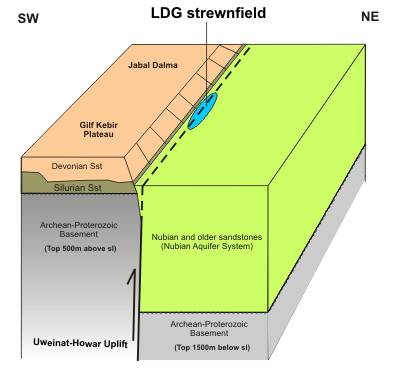 LDG strewnfield
SW
NE
Jabal Dalma
Gilf Kebir
Plateau
Devonian Sst
Silurian Sst
Archean-Proterozoic
Basement
(Top 500m above sl)
Nubian and older sandstones
(Nubian Aquifer System)
Archean-Proterozoic
Basement
(Top 1500m below sl)
Uweinat-Howar Uplift